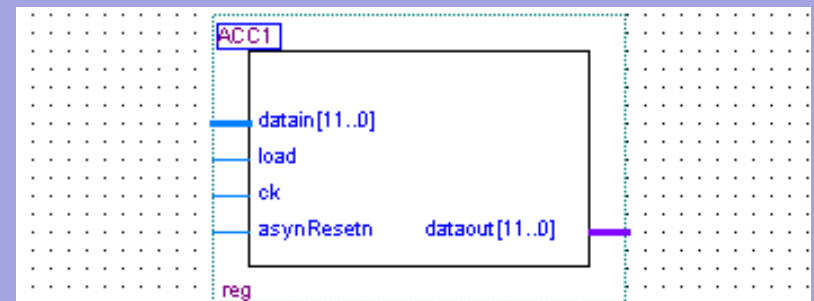 ACC1
datain[11..0]
load
ck
asynResetn dataout[11..0]
reg